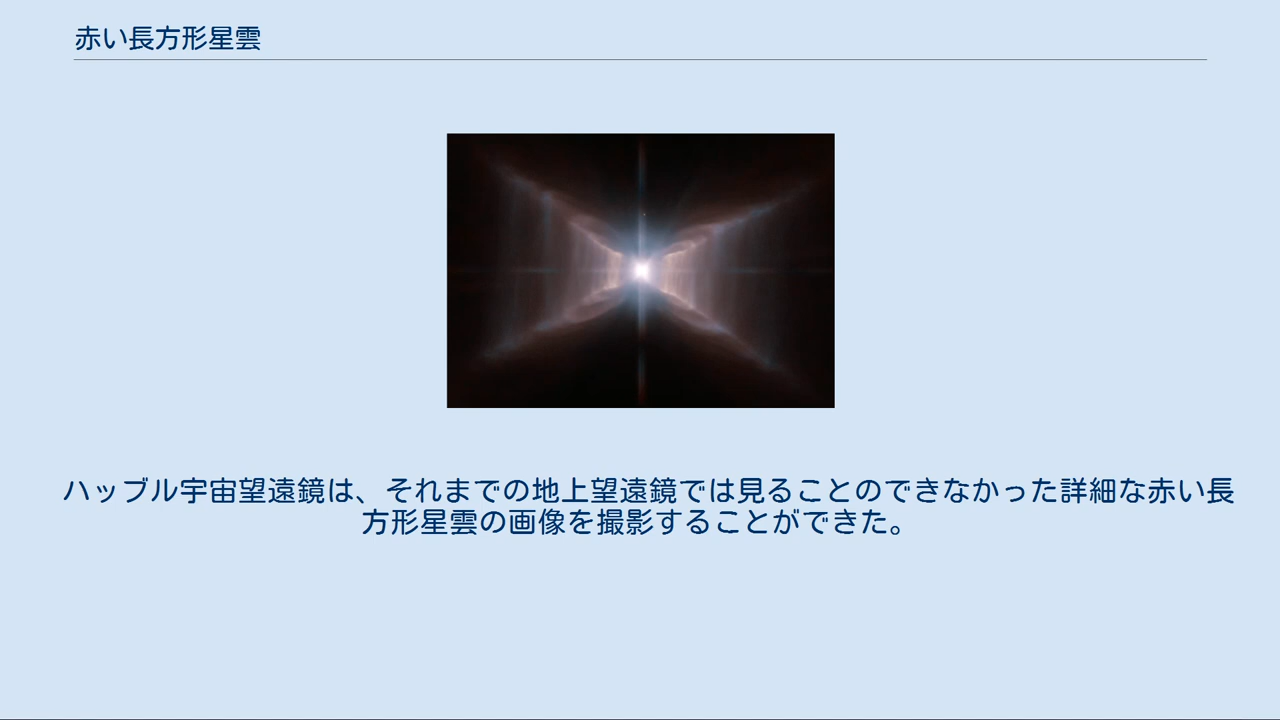 赤い長方形星雲
ハッブル宇宙望遠鏡は、それまでの地上望遠鏡では見ることのできなかった詳細な赤い長
方形星雲の画像を撮影することができた。